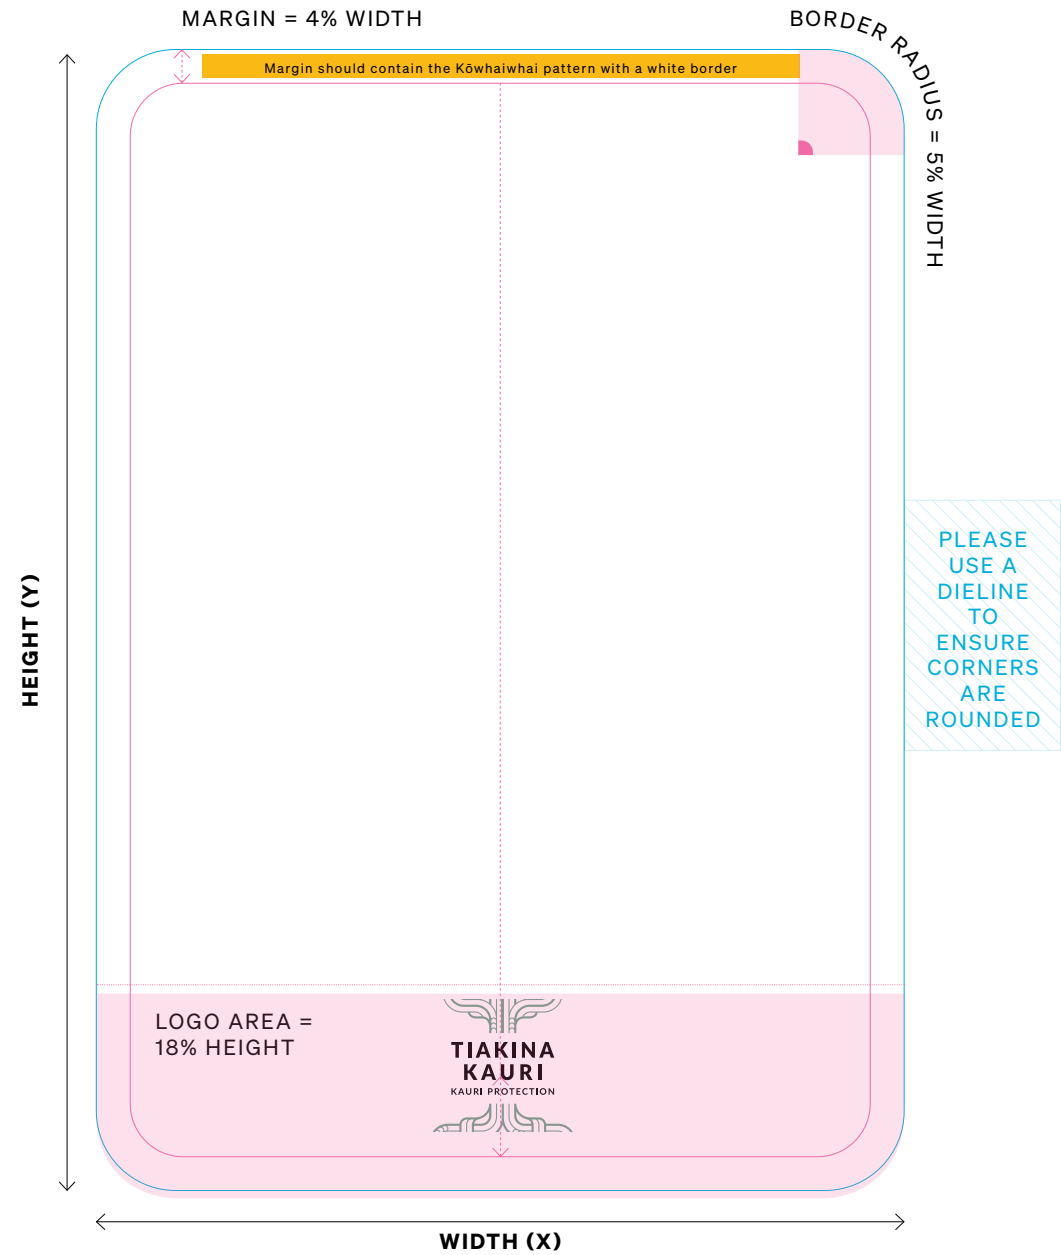 MARGIN = 4% WIDTH
BORDER RADIUS = 5% WIDTH
Margin should contain the Kōwhaiwhai pattern with a white border
HEIGHT (Y)
PLEASE
USE A
DIELINE
TO
ENSURE
CORNERS
ARE
ROUNDED
LOGO AREA =
18% HEIGHT
TIAKINA
KAURI
KAURI PROTECTION
WIDTH (X)